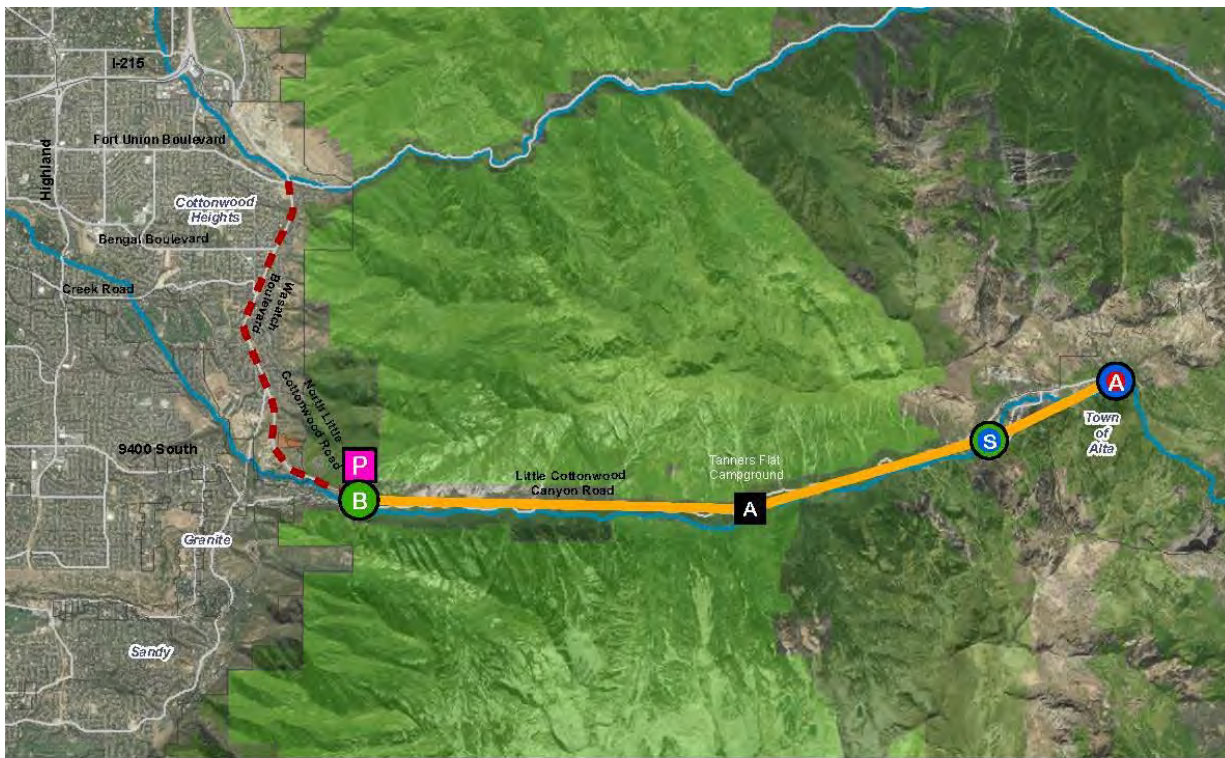 I-215
Fort Union Boulevard
Highland
Cottonwood
Heights
Bengal Boulevard
Creek Road
Wasatch
Boulevard
North Little
Cottonwood Road
9400 South
P
B
Little Cottonwood
Canyon Road
Tanners Flat
Campground
A
S
A
Town
of
Alta
Granite
Sandy